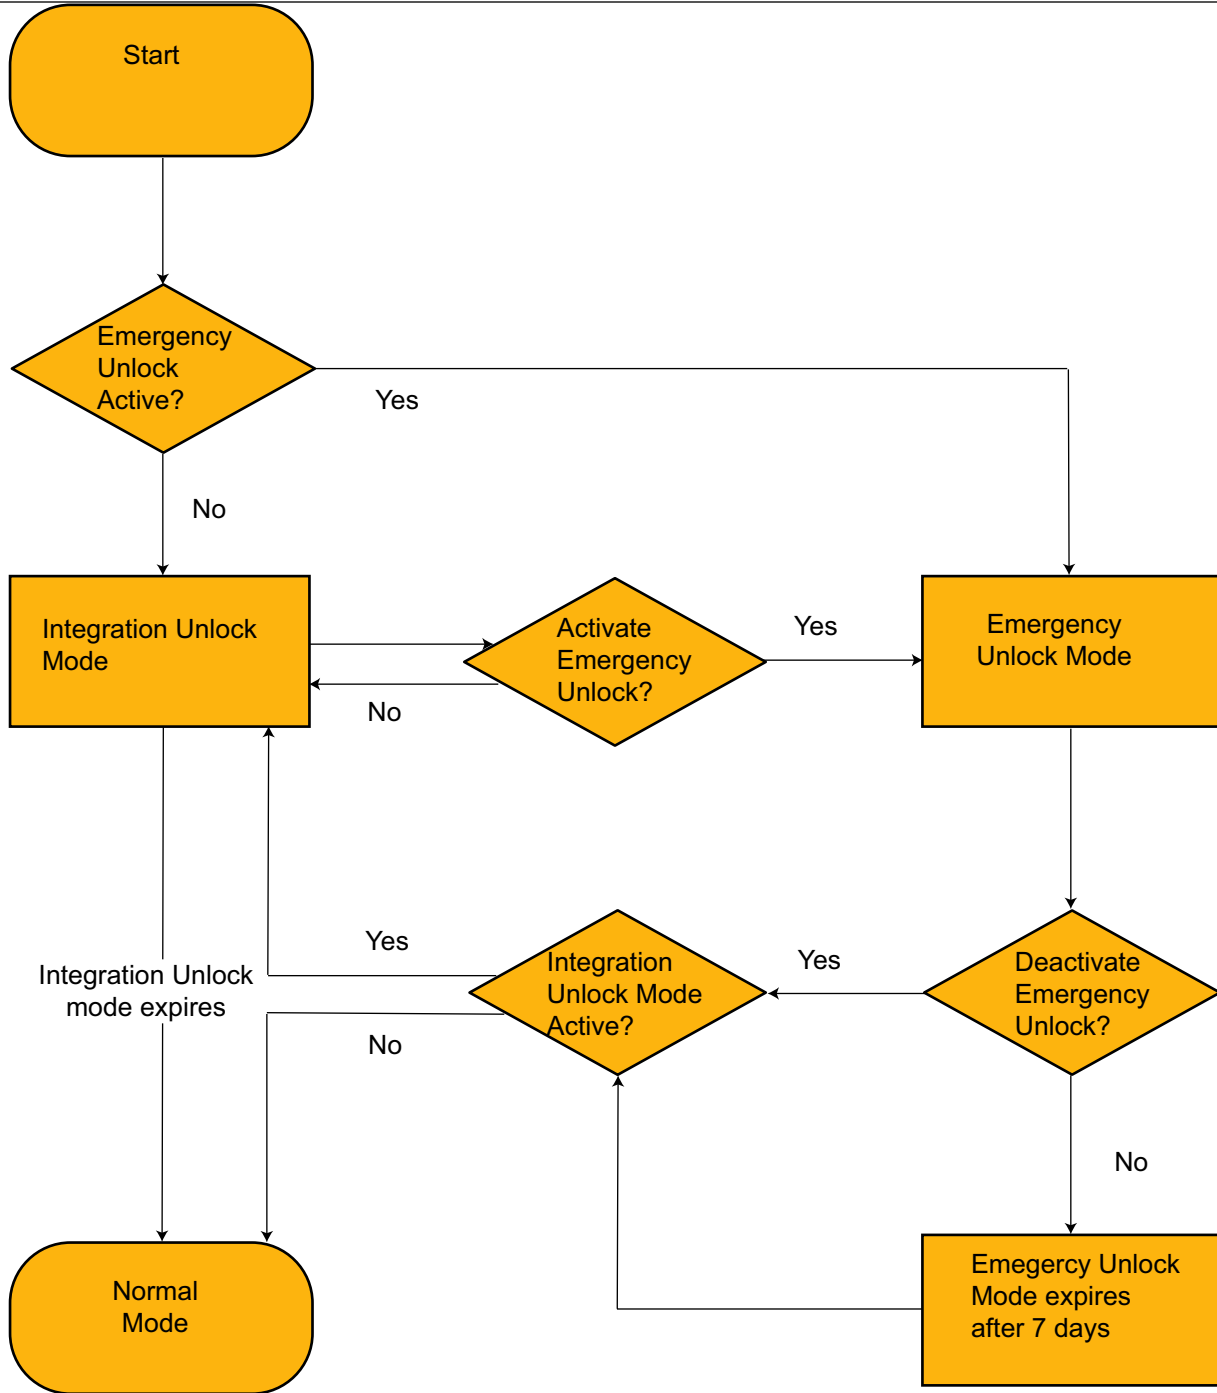 Start
Emergency
Unlock
Active?
Yes
No
Integration Unlock
Mode
Activate
Emergency
Unlock?
Yes
No
Emergency
Unlock Mode
Integration Unlock
mode expires
Yes
No
Integration
Unlock Mode
Active?
Yes
Deactivate
Emergency
Unlock?
No
Normal
Mode
Emegercy Unlock
Mode expires
after 7 days